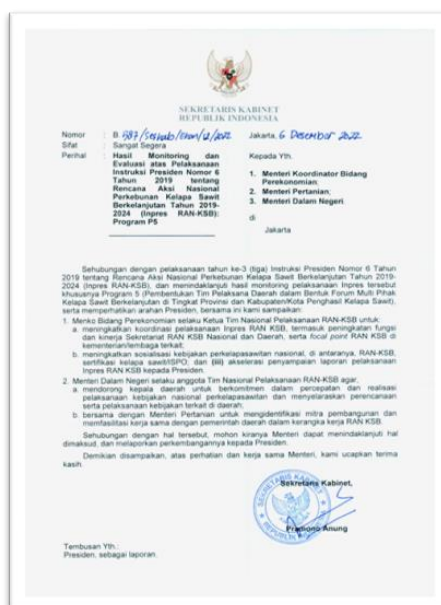 SEKRETARIS KABINET
REPUBLIK INDONESIA
Nomor : B. 587/Seskab/Ekon/12/2022 Jakarta, 6 Desember 2022
Sifat : Sangat Segera
Perihal : Hasil Monitoring dan
Evaluasi atas Pelaksanaan
Instruksi Presiden Nomor 6
Tahun 2019 tentang
Rencana Aksi Nasional
Perkebunan Kelapa Sawit
Berkelanjutan Tahun 2019-
2024 (Inpres RAN-KSB):
Program P5
Kepada Yth.
1. Menteri Koordinator Bidang
Perekonomian;
2. Menteri Pertanian;
3. Menteri Dalam Negeri.
di
Jakarta
Sehubungan dengan pelaksanaan tahun ke-3 (tiga) Instruksi Presiden Nomor 6 Tahun
2019 tentang Rencana Aksi Nasional Perkebunan Kelapa Sawit Berkelanjutan Tahun 2019-
2024 (Inpres RAN-KSB), dan menindaklanjuti hasil monitoring pelaksanaan Inpres tersebut
khususnya Program 5 (Pembentukan Tim Pelaksana Daerah dalam Bentuk Forum Multi Pihak
Kelapa Sawit Berkelanjutan di Tingkat Provinsi dan Kabupaten/Kota Penghasil Kelapa Sawit),
serta memperhatikan arahan Presiden, bersama ini kami sampaikan:
1. Menko Bidang Perekonomian selaku Ketua Tim Nasional Pelaksanaan RAN-KSB untuk:
a. meningkatkan koordinasi pelaksanaan Inpres RAN KSB, termasuk peningkatan fungsi
dan kinerja Sekretariat RAN KSB Nasional dan Daerah, serta focal point RAN KSB di
kementerian/lembaga terkait;
b. meningkatkan sosialisasi kebijakan perkelapasawitan nasional, di antaranya, RAN-KSB,
sertifikasi kelapa sawit/ISPO; dan (iii) akselerasi penyampaian laporan pelaksanaan
Inpres RAN-KSB kepada Presiden.
2. Menteri Dalam Negeri selaku anggota Tim Nasional Pelaksanaan RAN-KSB agar,
a. mendorong kepala daerah untuk berkomitmen dalam percepatan dan realisasi
pelaksanaan kebijakan nasional perkelapasawitan dan menyelaraskan perencanaan
serta pelaksanaan kebijakan terkait di daerah;
b. bersama dengan Menteri Pertanian untuk mengidentifikasi mitra pembangunan dan
memfasilitasi kerja sama dengan pemerintah daerah dalam kerangka kerja RAN KSB.
Sehubungan dengan hal tersebut, mohon kiranya Menteri dapat menindaklanjuti hal
dimaksud, dan melaporkan perkembangannya kepada Presiden.
Demikian disampaikan, atas perhatian dan kerja sama Menteri, kami ucapkan terima
kasih.
Sekretaris Kabinet,
Pramono Anung
Tembusan Yth.:
Presiden, sebagai laporan.